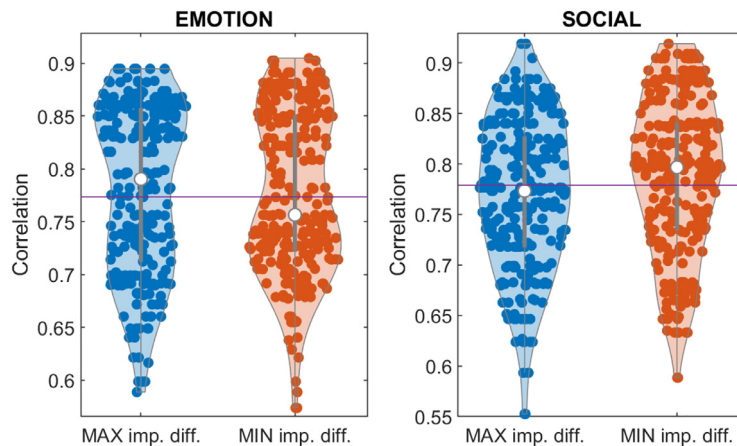 EMOTION
Correlation
0.9
0.85
0.8
0.75
0.7
0.65
0.6
MAX imp. diff.
MIN imp. diff.
SOCIAL
Correlation
0.9
0.85
0.8
0.75
0.7
0.65
0.6
0.55
MAX imp. diff.
MIN imp. diff.